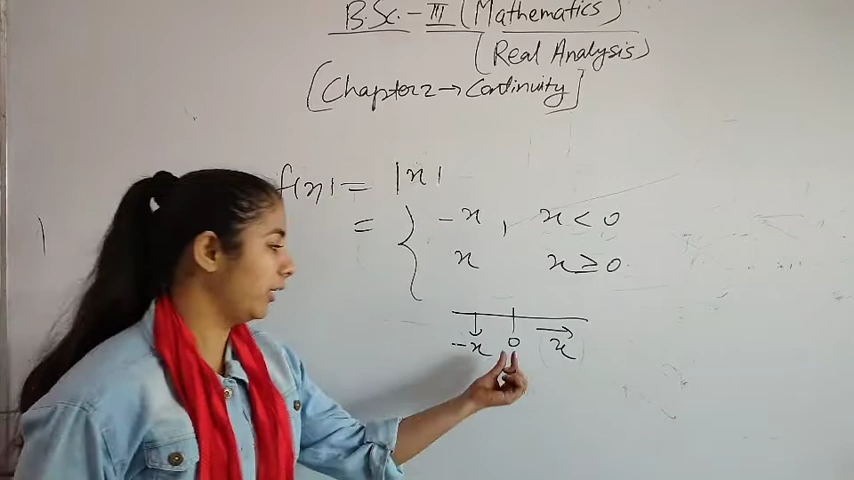 B.Sc. - III (Mathematics)
(Real Analysis)
[Chapter 2 → Continuity]
f(x) = |x|
= { -x , x < 0
x x ≥ 0
-x 0 x